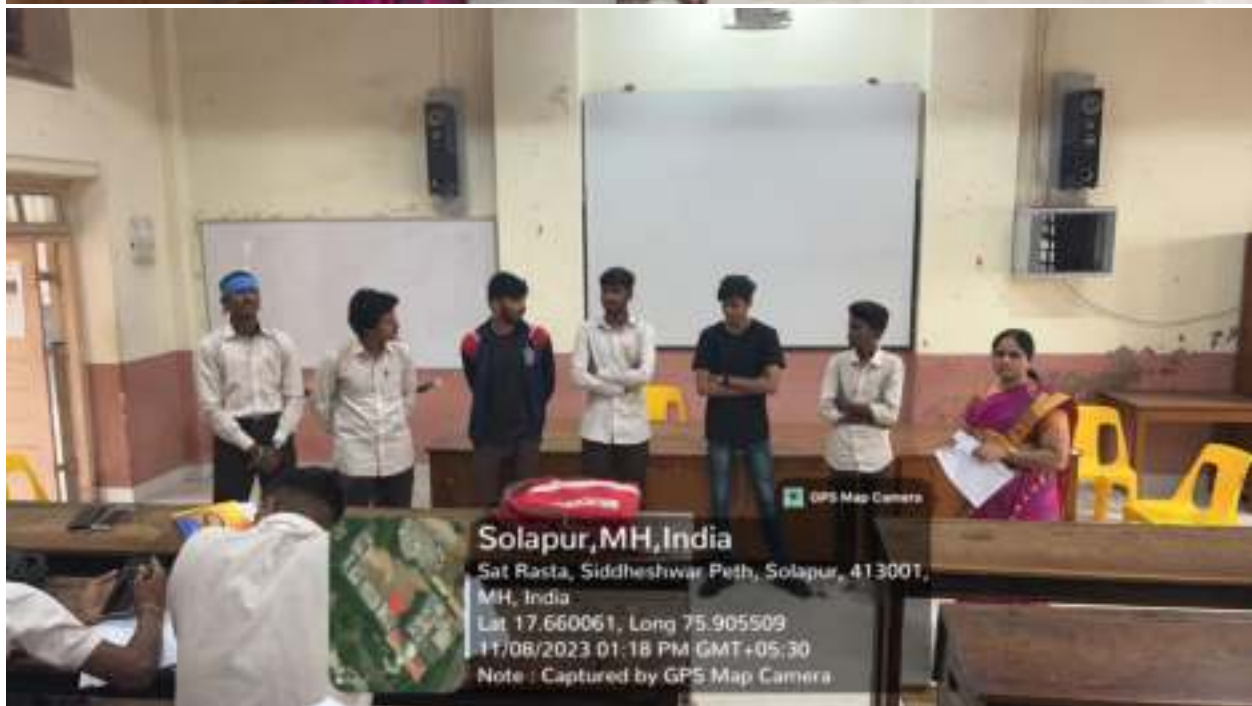 GPS Map Camera
Solapur,MH,India
Sat Rasta, Siddheshwar Peth, Solapur, 413001,
MH, India
Lat 17.660061, Long 75.905509
11/08/2023 01:18 PM GMT+05:30
Note : Captured by GPS Map Camera